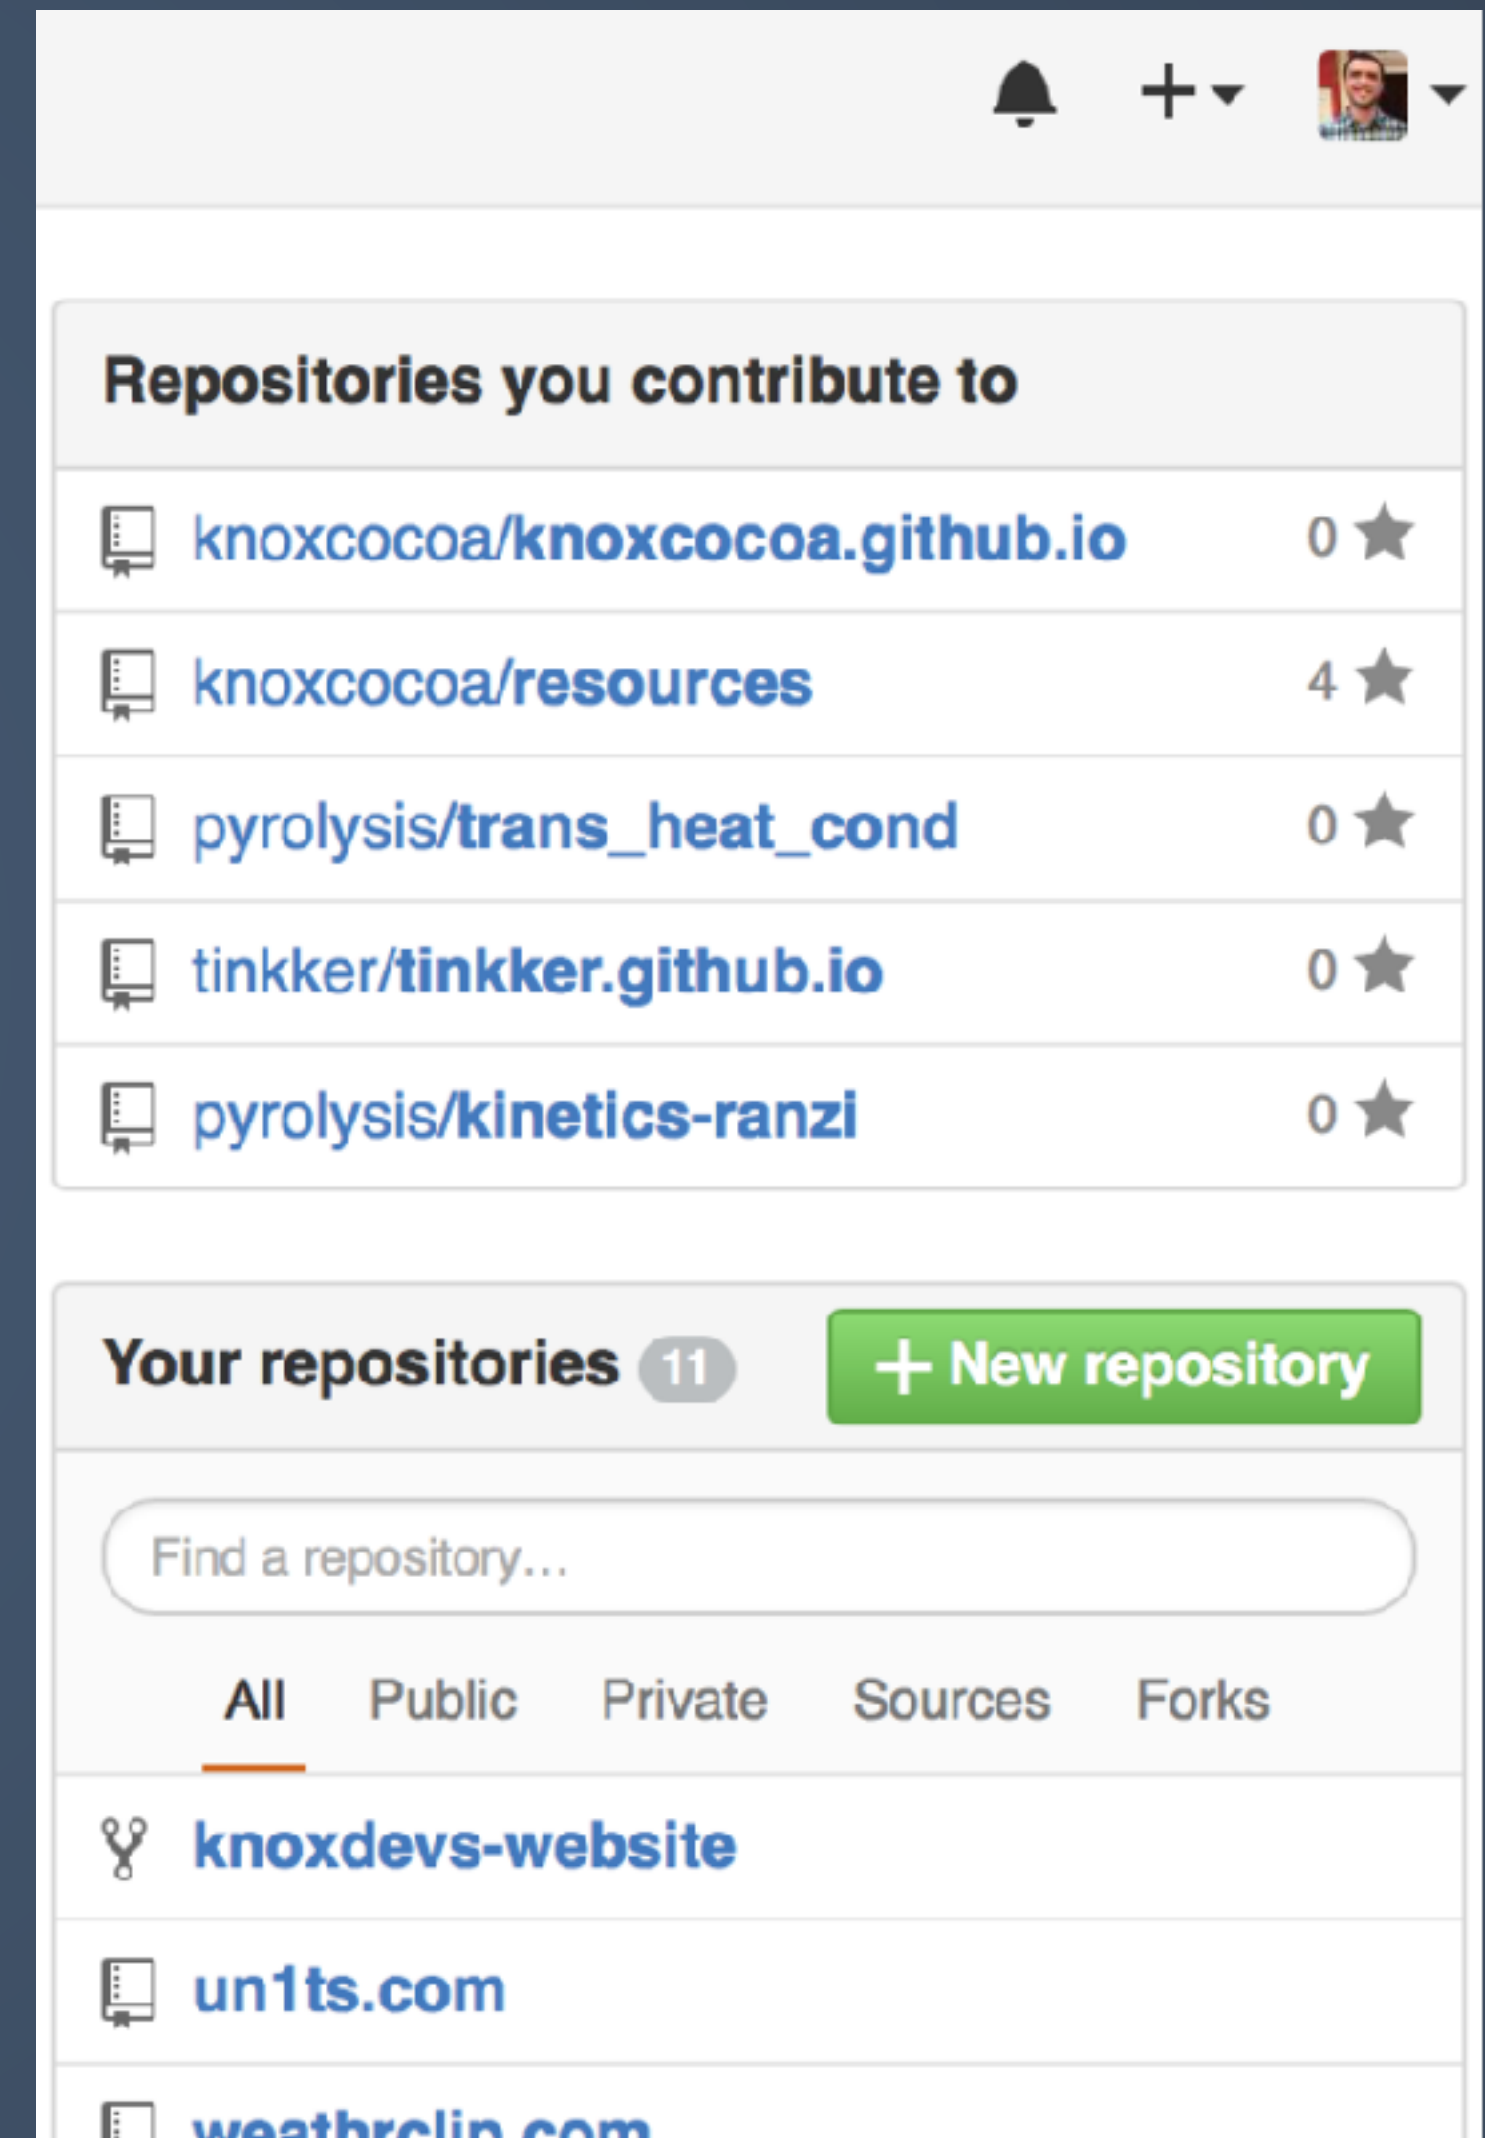 Repositories you contribute to
knoxcocoa/knoxcocoa.github.io 0
knoxcocoa/resources 4
pyrolysis/trans_heat_cond 0
tinkker/tinkker.github.io 0
pyrolysis/kinetics-ranzi 0
Your repositories 11 + New repository
Find a repository...
All Public Private Sources Forks
knoxdevs-website
un1ts.com
weathrclip.com